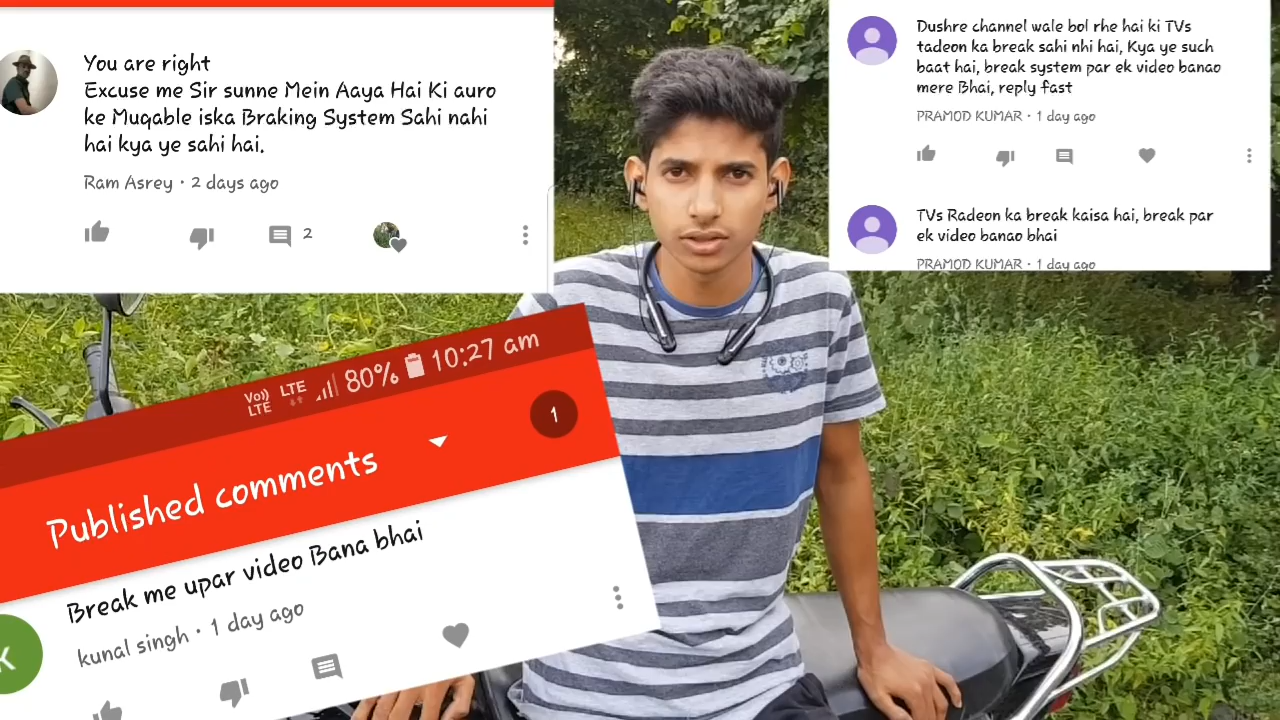 You are right
Excuse me Sir sunne Mein Aaya Hai Ki auro
ke Muqable iska Braking System Sahi nahi
hai kya ye sahi hai.
Ram Asrey · 2 days ago
2
Dushre channel wale bol rhe hai ki TVs
tadeon ka break sahi nhi hai, Kya ye such
baat hai, break system par ek video banao
mere Bhai, reply fast
PRAMOD KUMAR · 1 day ago
TVs Radeon ka break kaisa hai, break par
ek video banao bhai
PRAMOD KUMAR · 1 day ago
Vo)) LTE LTE 80% 10:27 am
Published comments
1
Break me upar video Bana bhai
kunal singh · 1 day ago
K